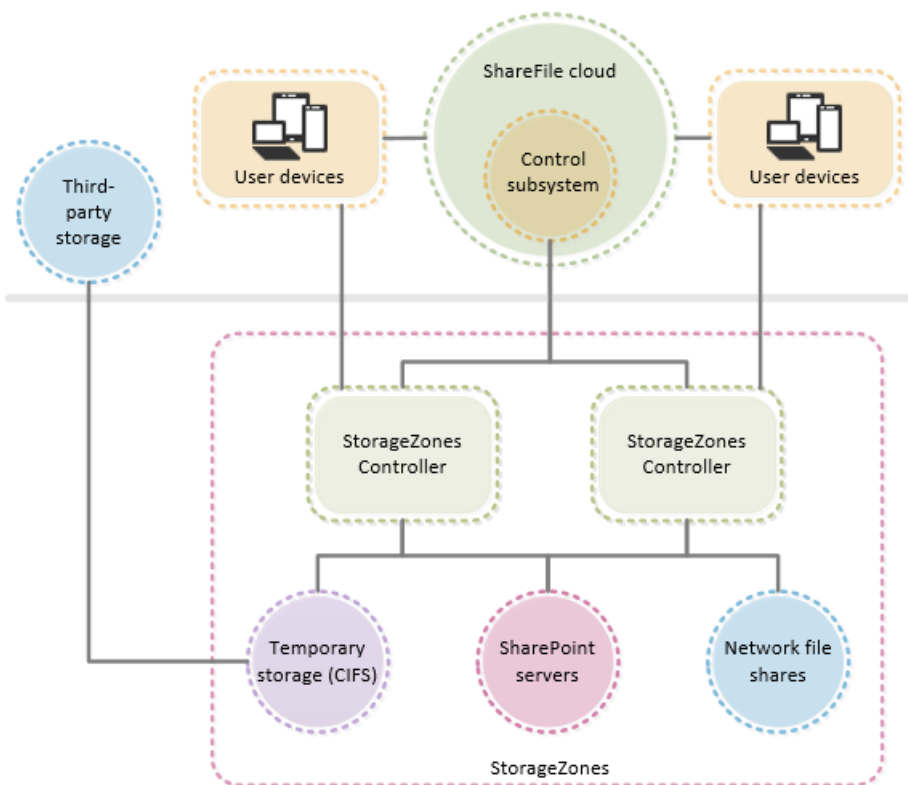 ShareFile cloud
Control
subsystem
User devices
User devices
Third-
party
storage
StorageZones
Controller
StorageZones
Controller
Temporary
storage (CIFS)
SharePoint
servers
Network file
shares
StorageZones